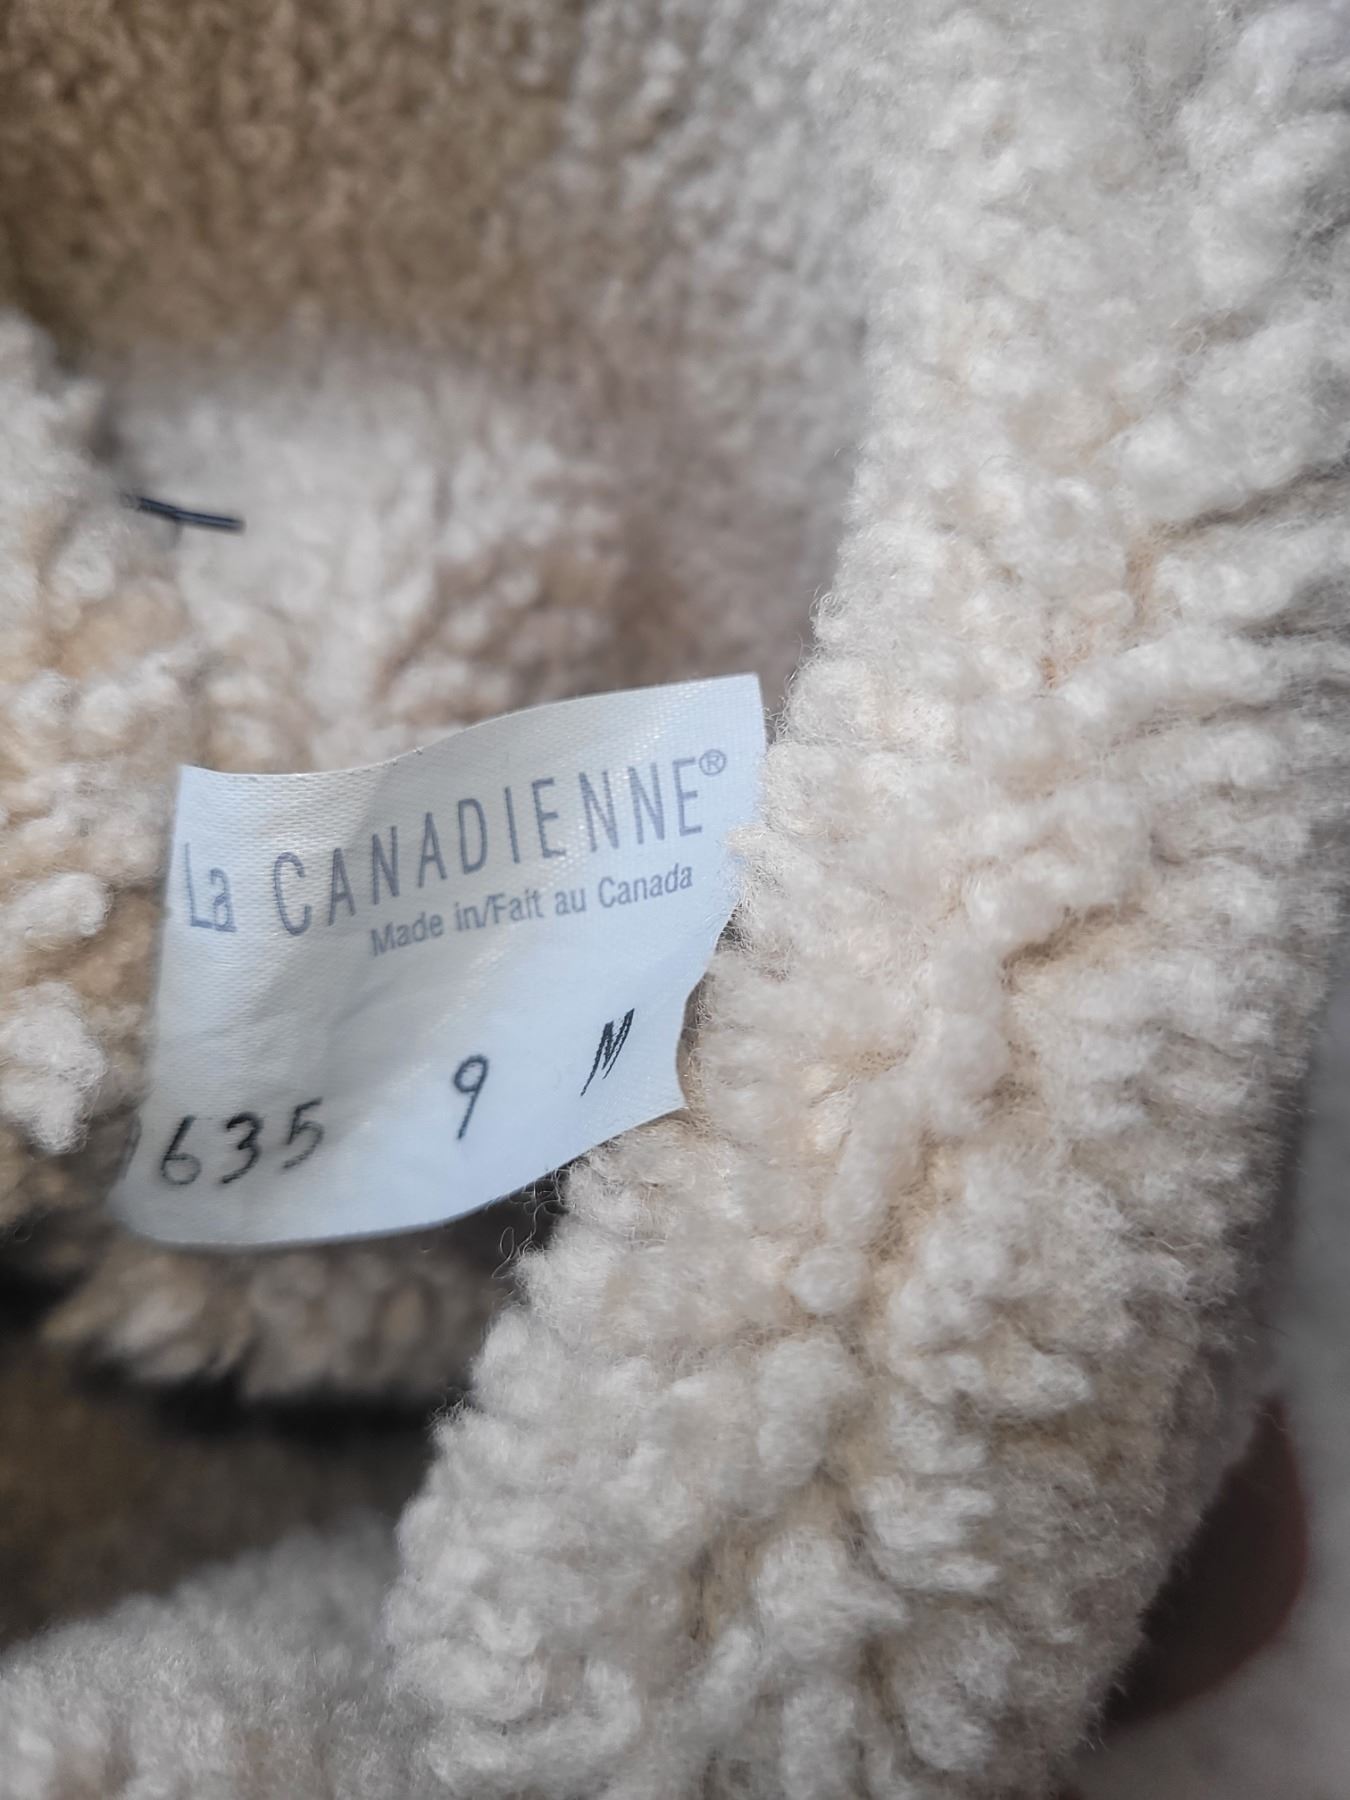 La CANADIENNE®
Made in/Fait au Canada
635 9 M